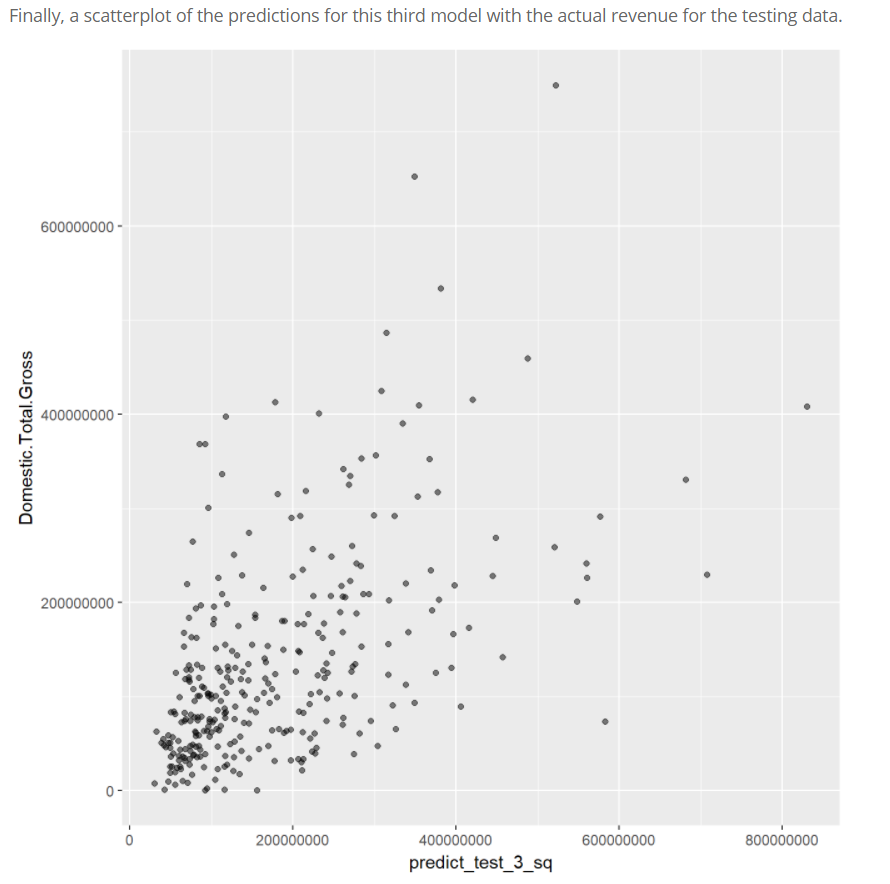 Finally, a scatterplot of the predictions for this third model with the actual revenue for the testing data.
Domestic.Total.Gross
600000000
400000000
200000000
0
0 200000000 400000000 600000000 800000000
predict_test_3_sq